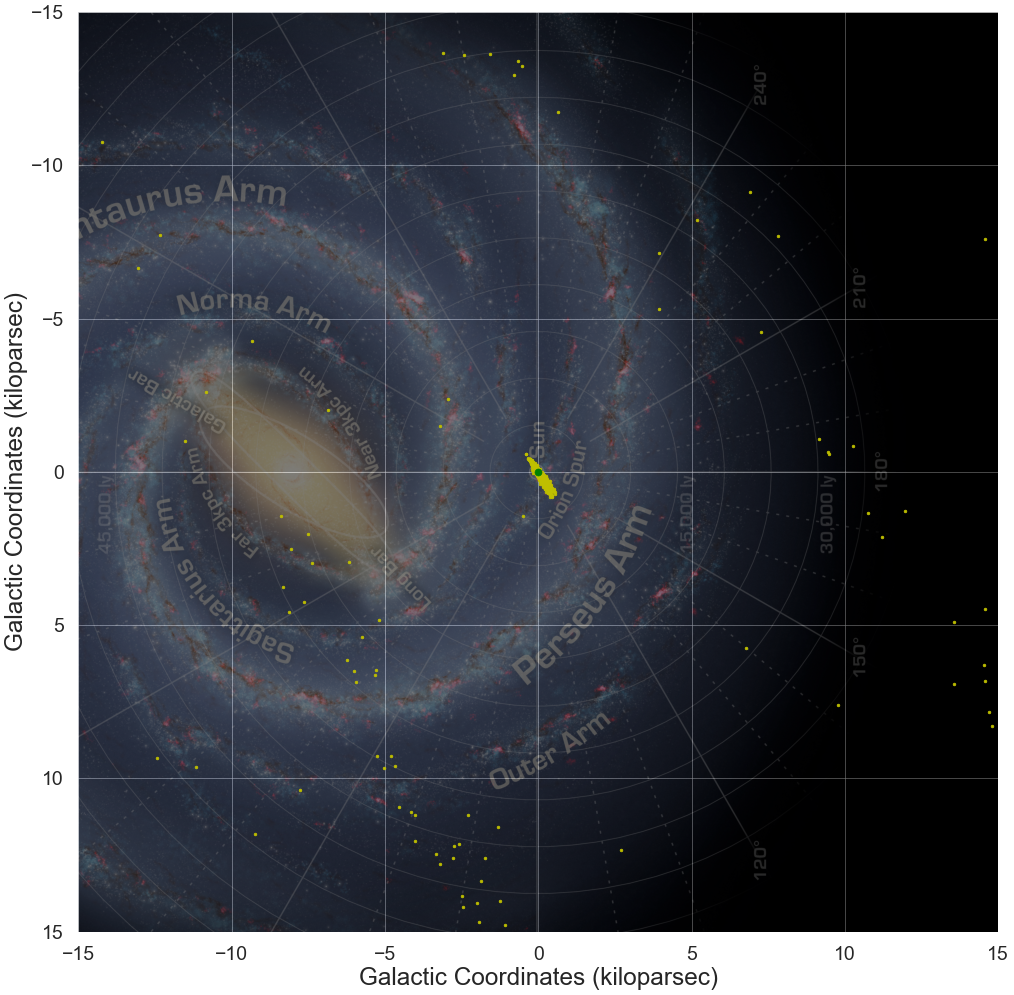 −15
−10
−5
0
5
10
15
−15
−10
−5
0
5
10
15
Galactic Coordinates (kiloparsec)
Galactic Coordinates (kiloparsec)
240°
210°
180°
150°
120°
ntaurus Arm
Norma Arm
Galactic Bar
Near 3kpc Arm
Far 3kpc Arm
Long Bar
Sagittarius Arm
Sun
Orion Spur
Perseus Arm
Outer Arm
45,000 ly
15,000 ly
30,000 ly